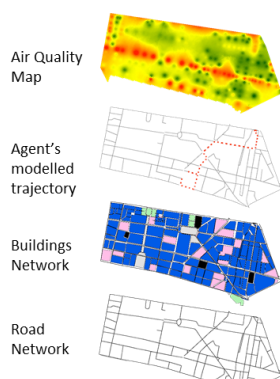 Air Quality
Map
Agent's
modelled
trajectory
Buildings
Network
Road
Network